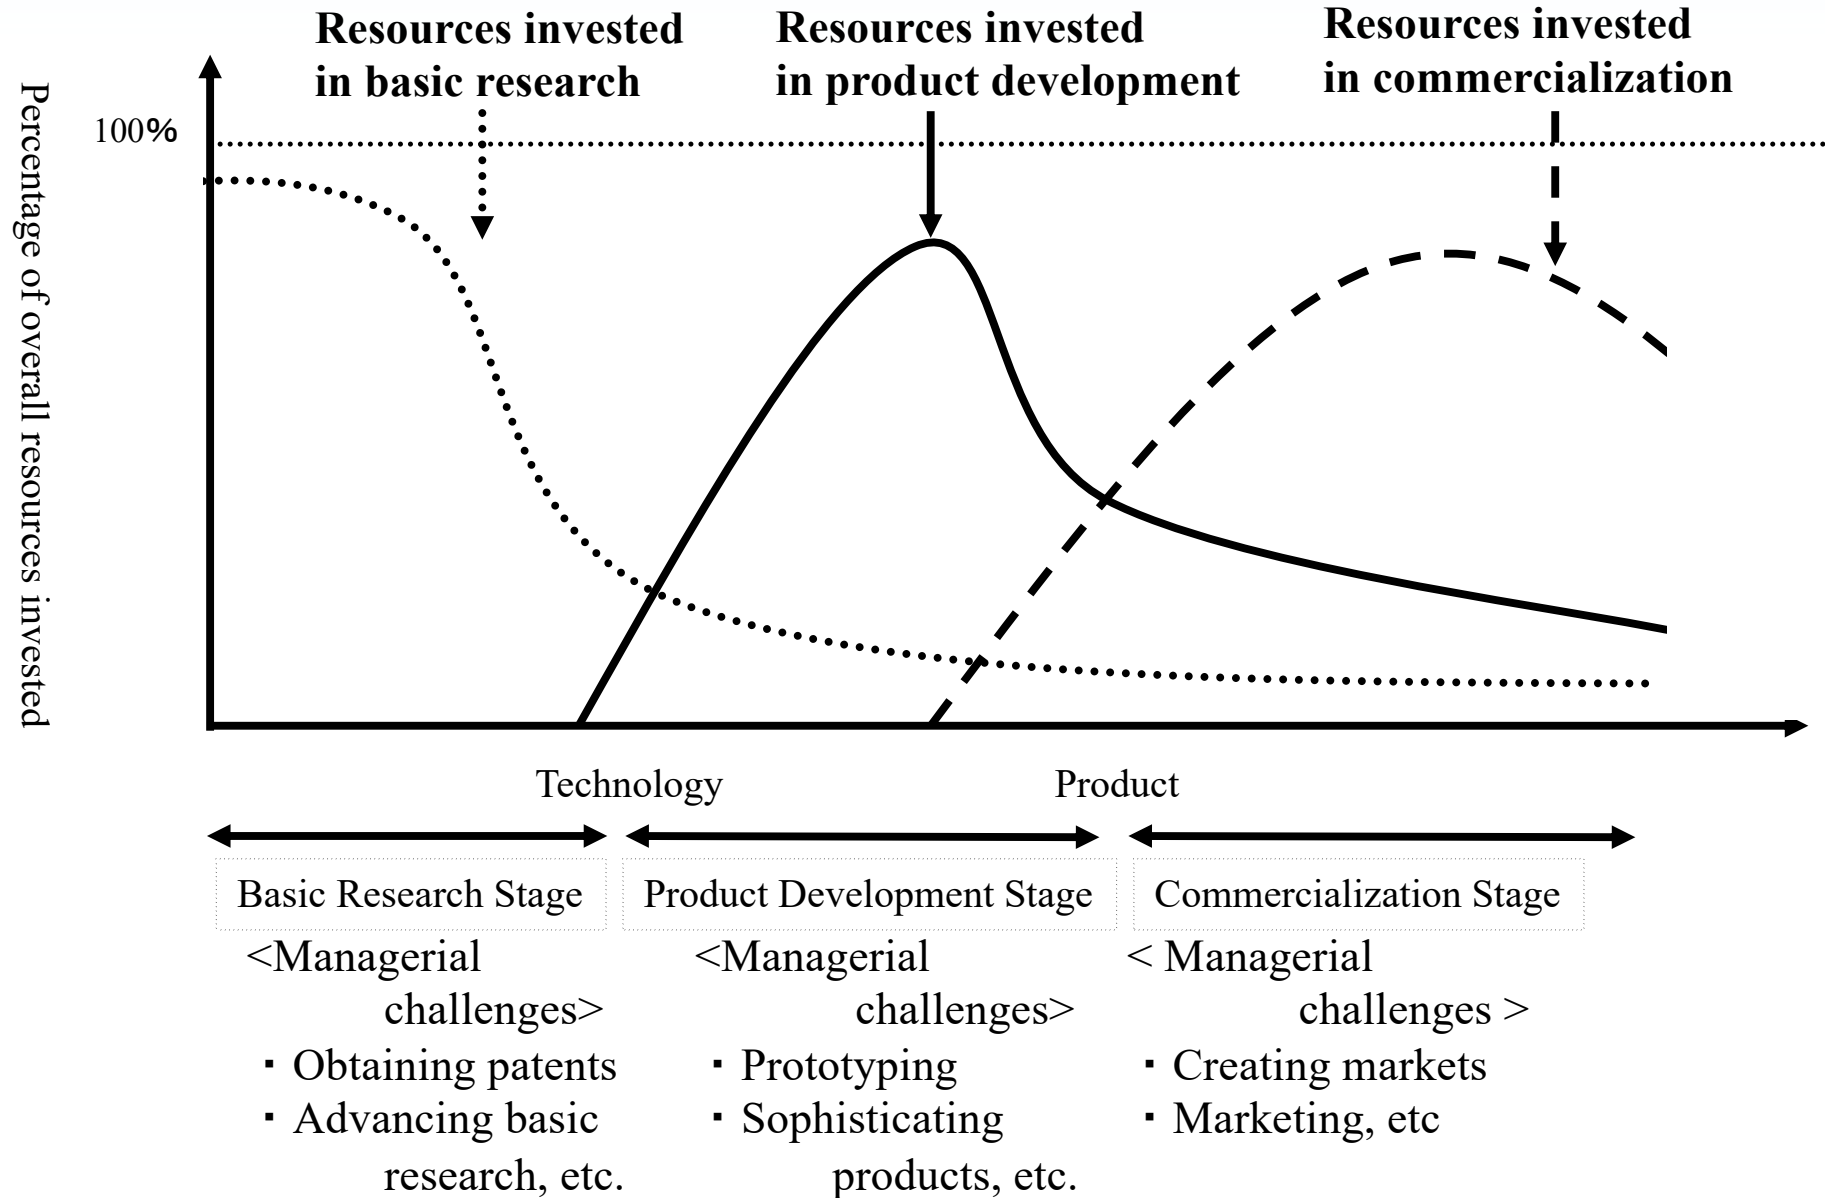 Resources invested
in basic research
Resources invested
in product development
Resources invested
in commercialization
Percentage of overall resources invested
100%
Technology
Product
Basic Research Stage
Product Development Stage
Commercialization Stage
<Managerial
challenges>
・Obtaining patents
・Advancing basic
research, etc.
<Managerial
challenges>
・Prototyping
・Sophisticating
products, etc.
< Managerial
challenges >
・Creating markets
・Marketing, etc